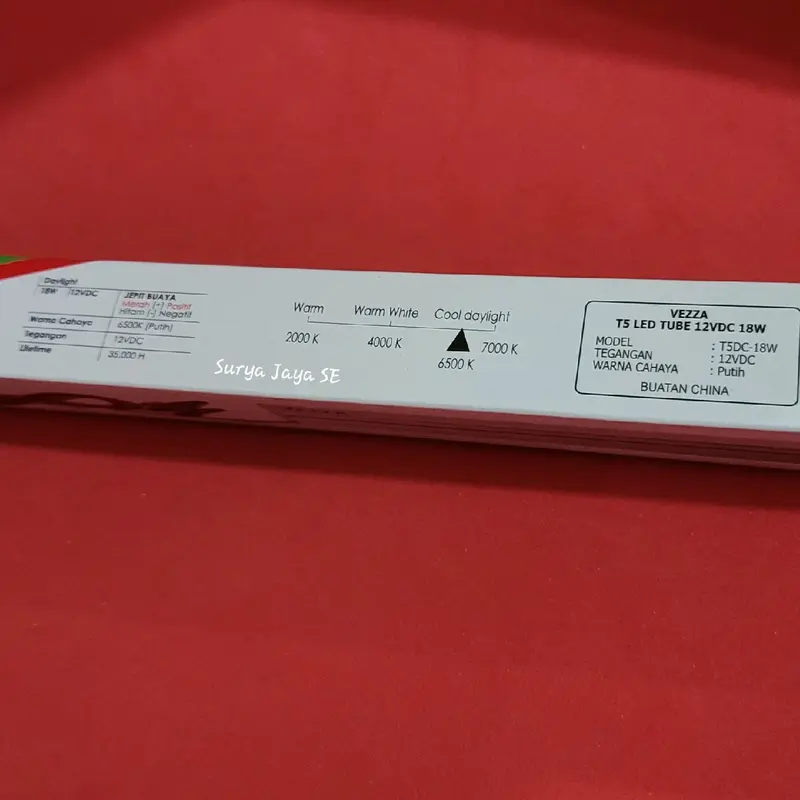 Daylight
18W 12VDC
JEPIT BUAYA
Merah (+) Positif
Hitam (-) Negatif
Warna Cahaya 6500K (Putih)
Tegangan 12VDC
Lifetime 35,000 H
Warm Warm White Cool daylight
2000 K 4000 K 7000 K
6500 K
Surya Jaya SE
VEZZA
T5 LED TUBE 12VDC 18W
MODEL : T5DC-18W
TEGANGAN : 12VDC
WARNA CAHAYA : Putih
BUATAN CHINA